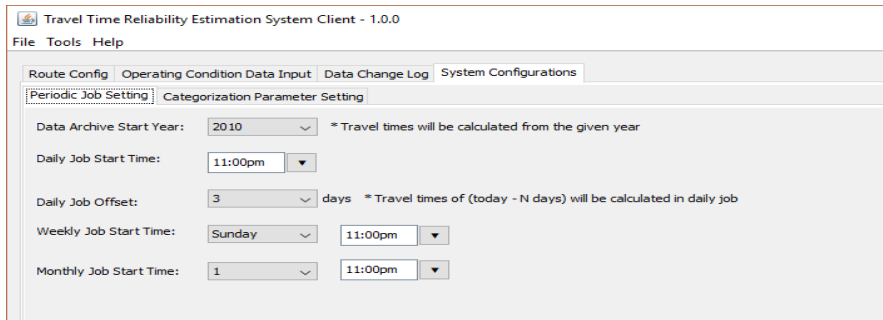 Travel Time Reliability Estimation System Client - 1.0.0
File Tools Help
Route Config Operating Condition Data Input Data Change Log System Configurations
Periodic Job Setting Categorization Parameter Setting
Data Archive Start Year: 2010 * Travel times will be calculated from the given year
Daily Job Start Time: 11:00pm
Daily Job Offset: 3 days * Travel times of (today - N days) will be calculated in daily job
Weekly Job Start Time: Sunday 11:00pm
Monthly Job Start Time: 1 11:00pm